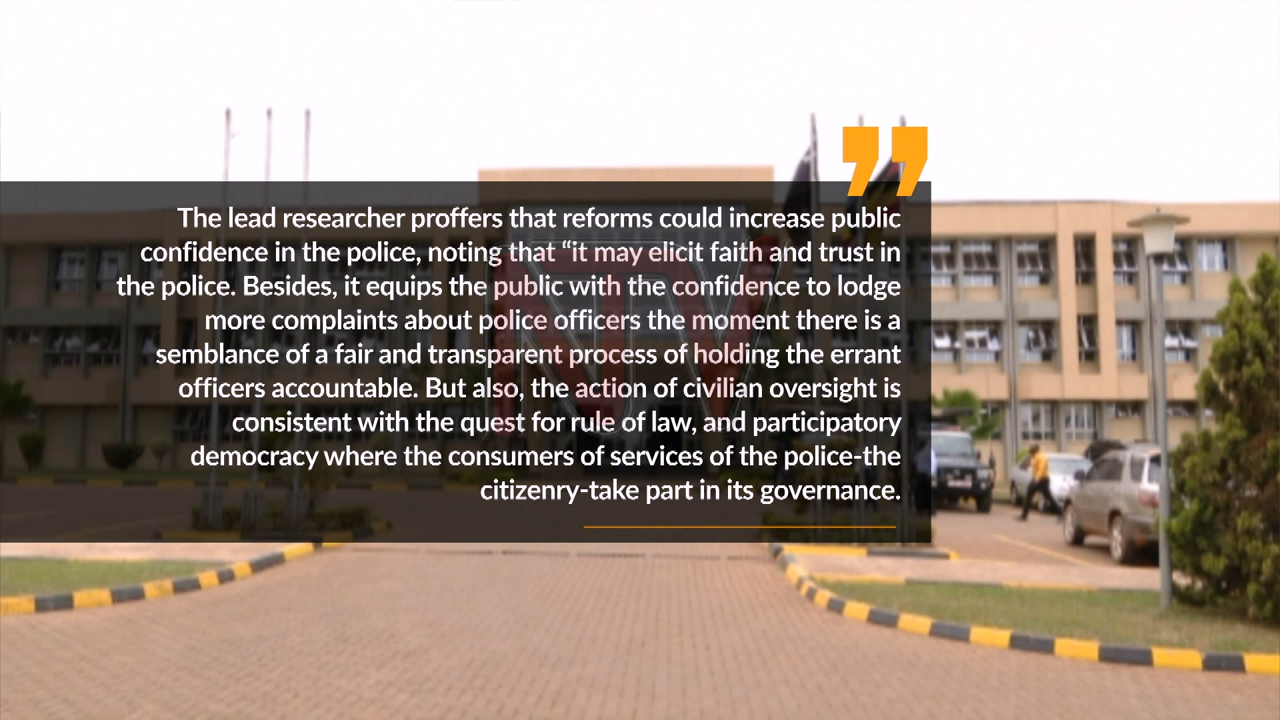 The lead researcher proffers that reforms could increase public
confidence in the police, noting that “it may elicit faith and trust in
the police. Besides, it equips the public with the confidence to lodge
more complaints about police officers the moment there is a
semblance of a fair and transparent process of holding the errant
officers accountable. But also, the action of civilian oversight is
consistent with the quest for rule of law, and participatory
democracy where the consumers of services of the police-the
citizenry-take part in its governance.